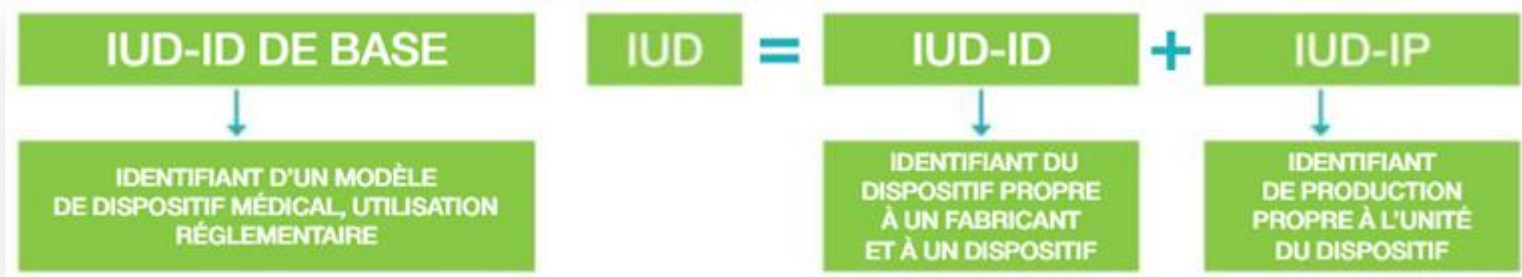 IUD-ID DE BASE
IUD = IUD-ID + IUD-IP
IDENTIFIANT D'UN MODÈLE
DE DISPOSITIF MÉDICAL, UTILISATION
RÉGLEMENTAIRE
IDENTIFIANT DU
DISPOSITIF PROPRE
À UN FABRICANT
ET À UN DISPOSITIF
IDENTIFIANT
DE PRODUCTION
PROPRE À L'UNITÉ
DU DISPOSITIF